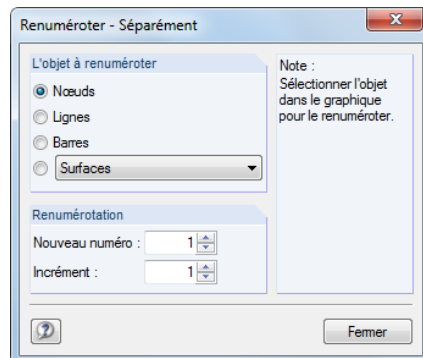 Renuméroter - Séparément
L'objet à renuméroter
Nœuds
Lignes
Barres
Surfaces
Renumérotation
Nouveau numéro : 1
Incrément : 1
Note :
Sélectionner l'objet
dans le graphique
pour le renuméroter.
Fermer